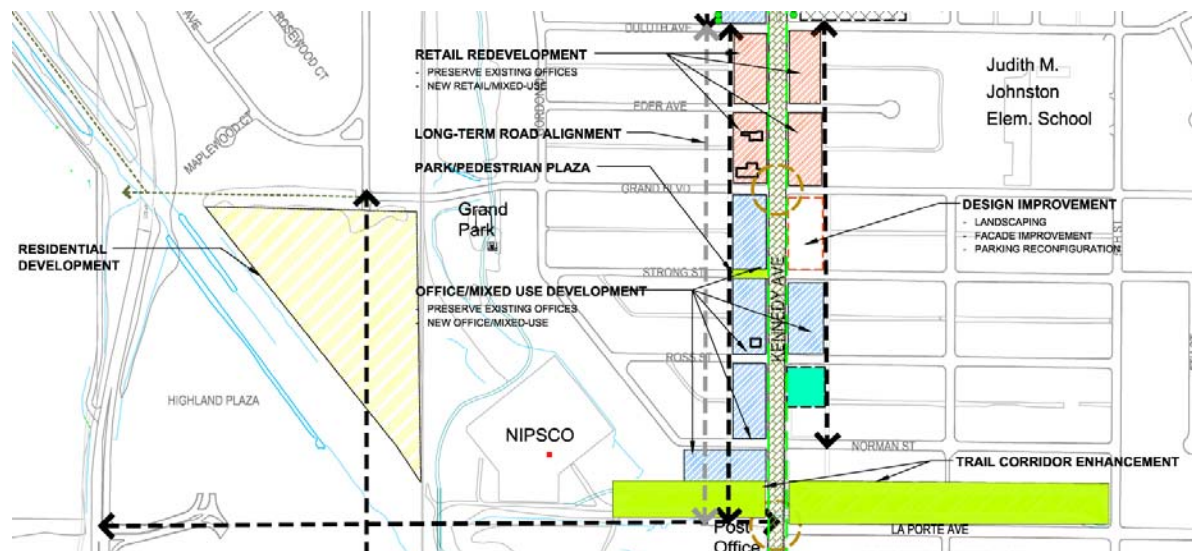 ROSEWOOD CT
DULUTH AVE
RETAIL REDEVELOPMENT
- PRESERVE EXISTING OFFICES
- NEW RETAIL/MIXED-USE
Judith M.
Johnston
Elem. School
EDER AVE
MAPLEWOOD CT
LONG-TERM ROAD ALIGNMENT
PARK/PEDESTRIAN PLAZA
GRAND BLVD
Grand
Park
DESIGN IMPROVEMENT
- LANDSCAPING
- FACADE IMPROVEMENT
- PARKING RECONFIGURATION
RESIDENTIAL
DEVELOPMENT
STRONG ST
OFFICE/MIXED USE DEVELOPMENT
- PRESERVE EXISTING OFFICES
- NEW OFFICE/MIXED-USE
KENNEDY AVE
ROSS ST
HIGHLAND PLAZA
NIPSCO
NORMAN ST
TRAIL CORRIDOR ENHANCEMENT
LA PORTE AVE
Post
Office